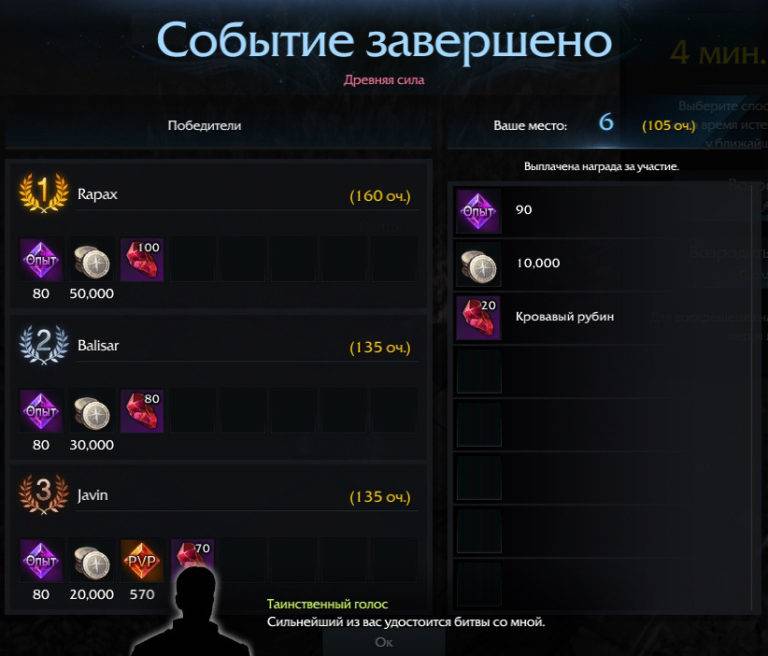 Событие завершено
4 мин.
Древняя сила
Победители
Ваше место: 6 (105 оч.)
Выберите
время
Выплачена награда за участие.
1 Rapax (160 оч.)
Опыт 100
80 50,000
2 Balisar (135 оч.)
Опыт 80
80 30,000
3 Javin (135 оч.)
Опыт PVP 70
80 20,000 570
Опыт 90
10,000
20 Кровавый рубин
Таинственный голос
Сильнейший из вас удостоится битвы со мной.
Ок